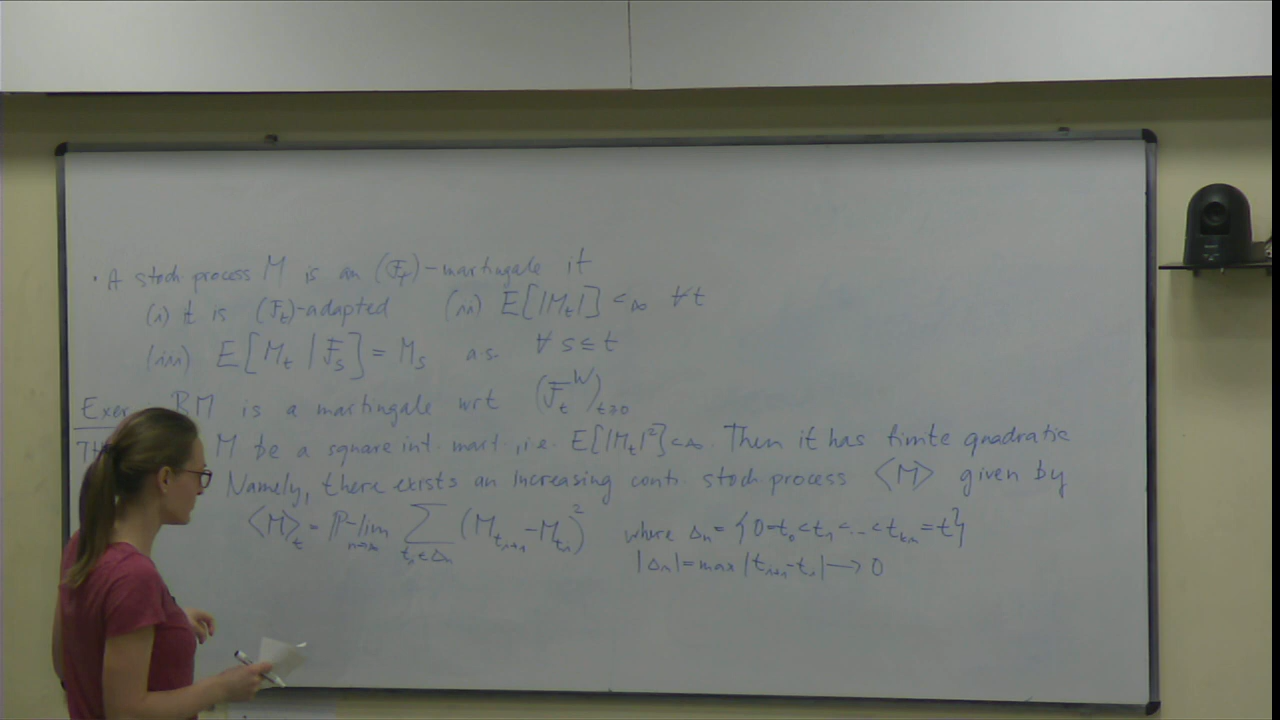 · A stoch process M is an (F_t)-martingale if
(i) it is (F_t)-adapted (ii) E[|M_t|] < ∞ ∀t
(iii) E[M_t | F_s] = M_s a.s. ∀ s ≤ t
Exer BM is a martingale wrt (F_t^W)_{t≥0}
M be a square int. mart., i.e. E[|M_t|²] < ∞. Then it has finite quadratic
Namely, there exists an increasing conti. stoch process ⟨M⟩ given by
⟨M⟩_t = P-lim_{n→∞} Σ_{t_i∈Δ_n} (M_{t_{i+1}} - M_{t_i})² where Δ_n = {0=t_0<t_1<...<t_{k_n}=t}
|Δ_n| = max |t_{i+1}-t_i| → 0